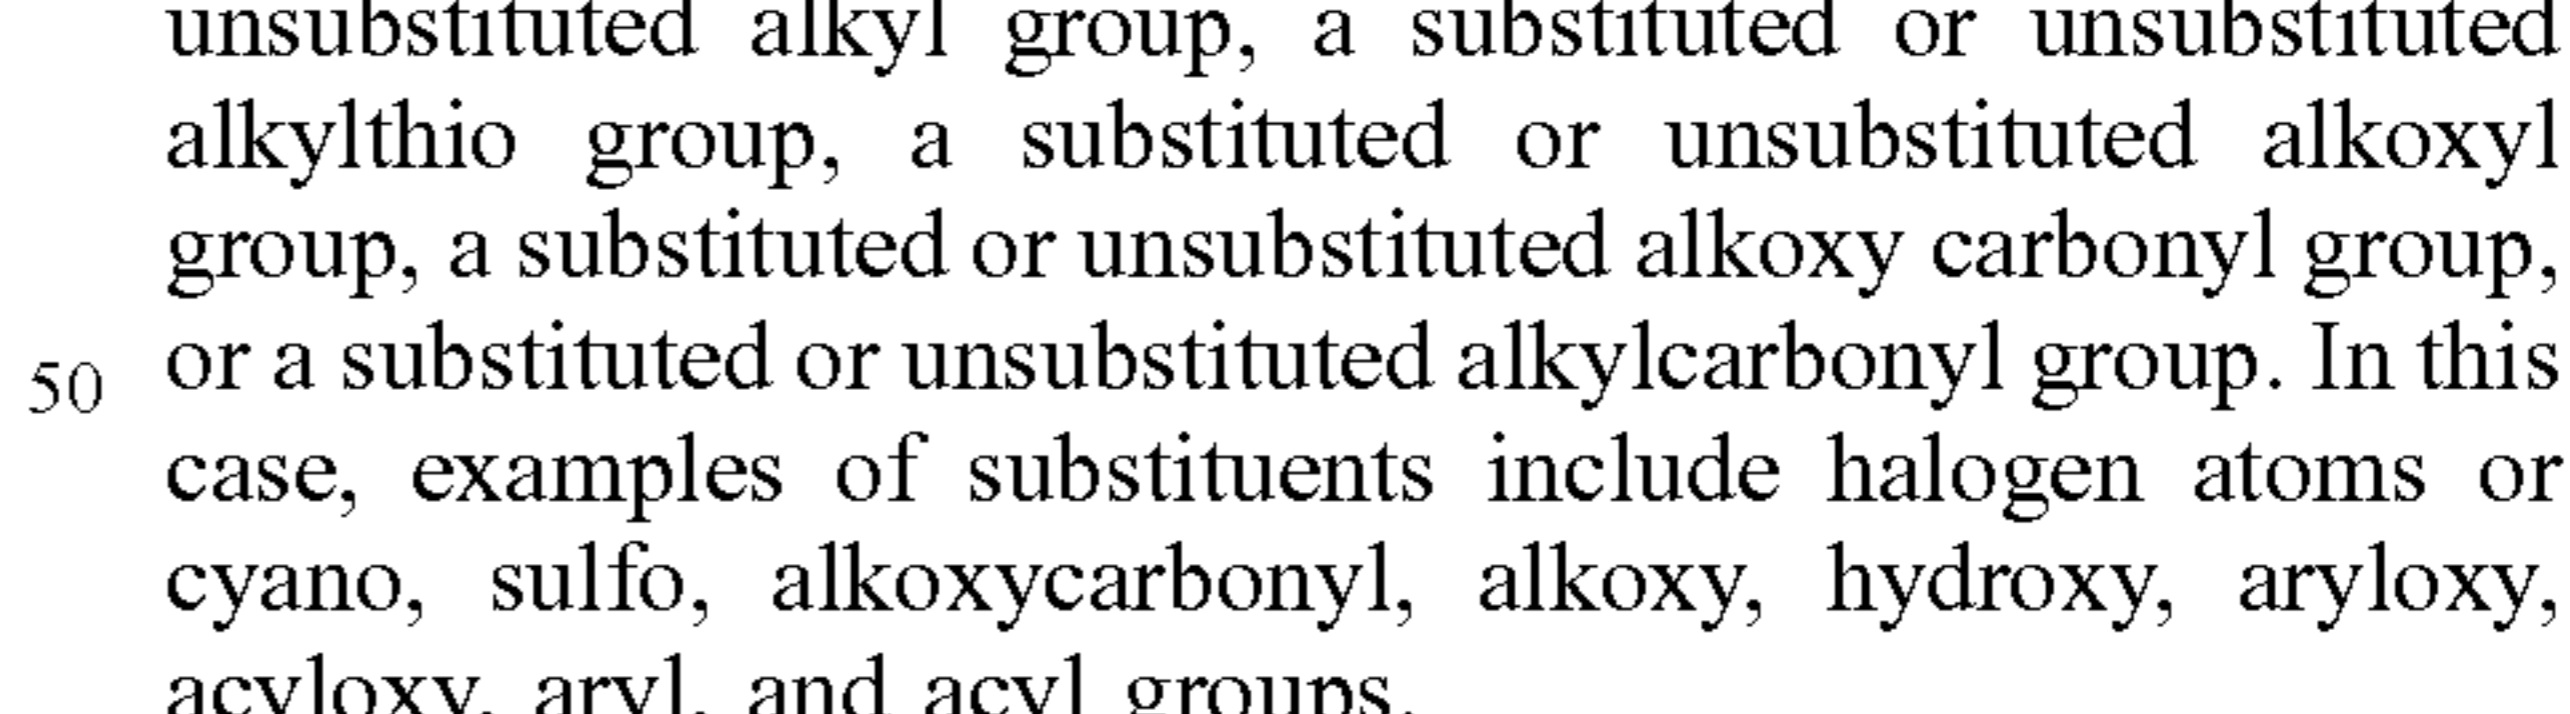 unsubstituted alkyl group, a substituted or unsubstituted
alkylthio group, a substituted or unsubstituted alkoxyl
group, a substituted or unsubstituted alkoxy carbonyl group,
50 or a substituted or unsubstituted alkylcarbonyl group. In this
case, examples of substituents include halogen atoms or
cyano, sulfo, alkoxycarbonyl, alkoxy, hydroxy, aryloxy,
acyloxy, aryl, and acyl groups.